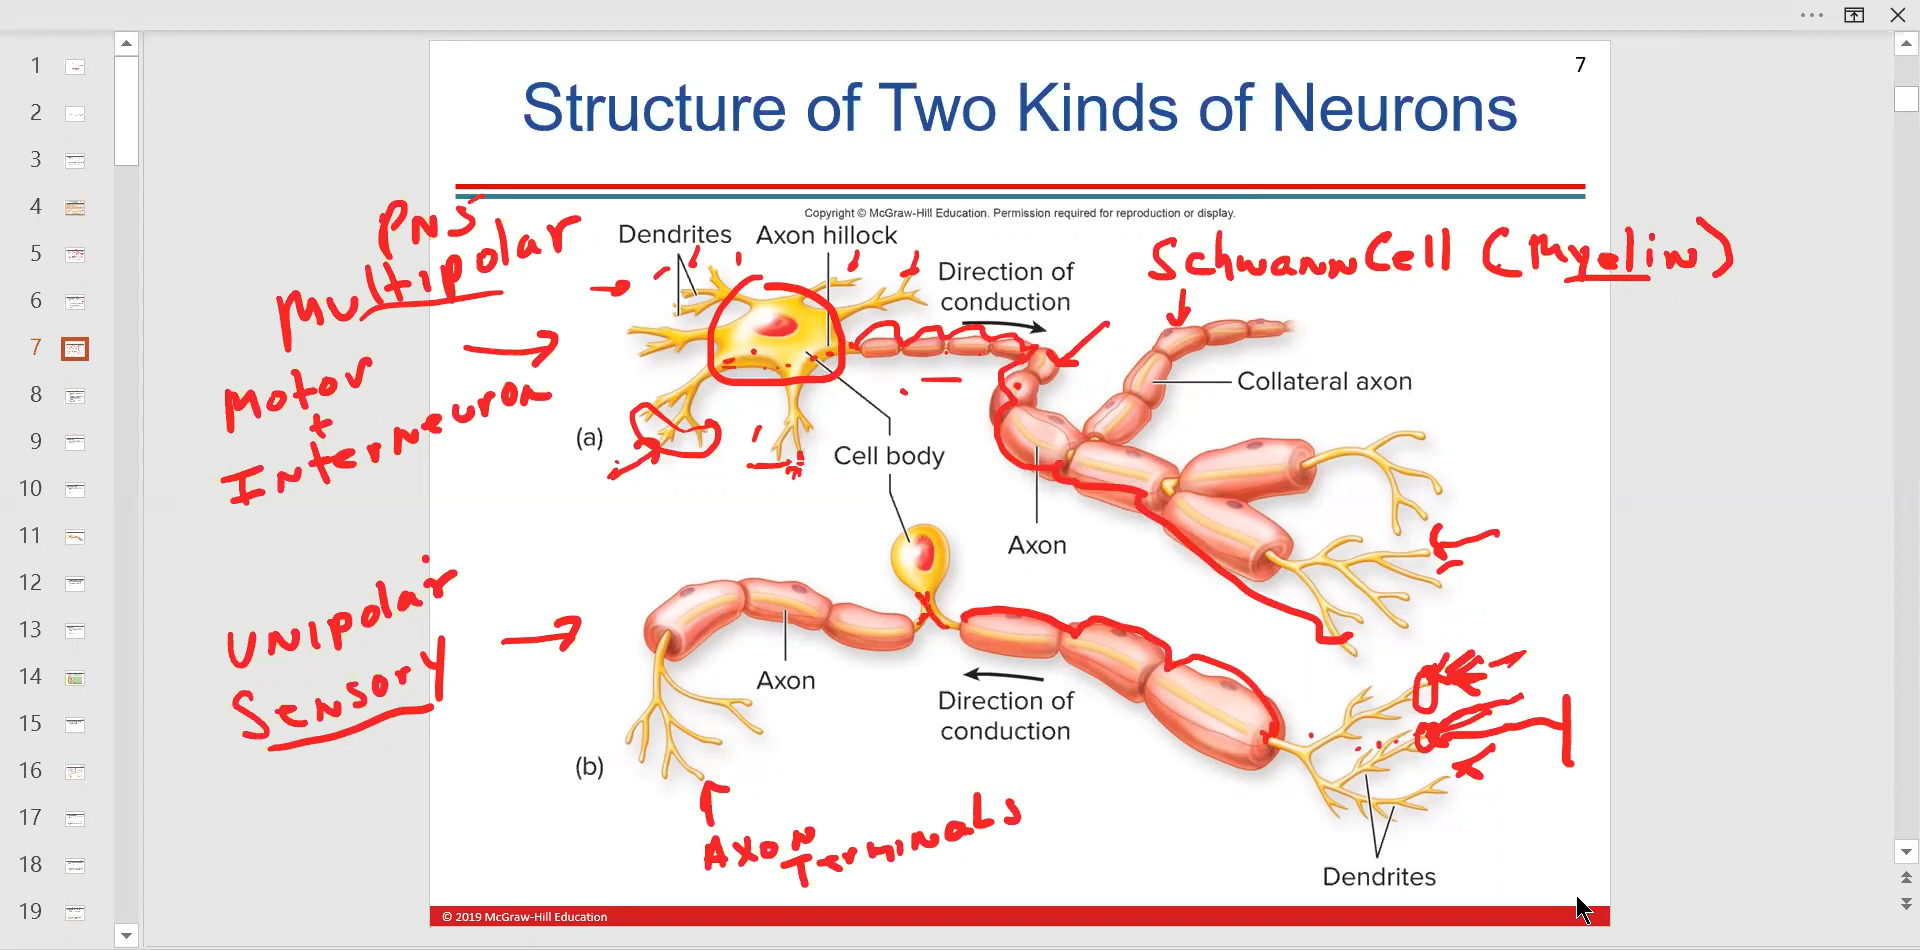 7
Structure of Two Kinds of Neurons
Copyright © McGraw-Hill Education. Permission required for reproduction or display.
PNS
Multipolar
Motor
+
Interneuron
Dendrites
Axon hillock
Direction of
conduction
Schwann Cell (Myelin)
Collateral axon
(a)
Cell body
Axon
Unipolar
Sensory
Axon
Direction of
conduction
(b)
Axon
Terminals
Dendrites
© 2019 McGraw-Hill Education
1
2
3
4
5
6
7
8
9
10
11
12
13
14
15
16
17
18
19